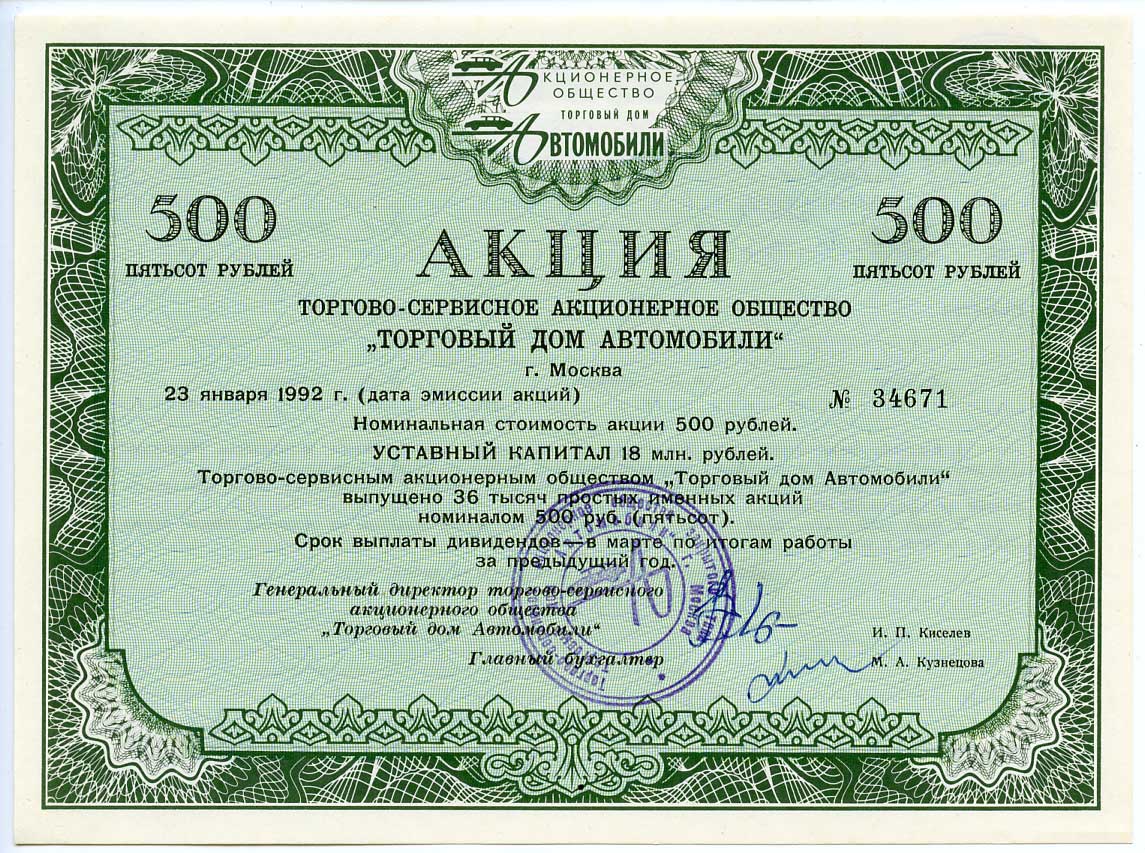 АКЦИОНЕРНОЕ
ОБЩЕСТВО
ТОРГОВЫЙ ДОМ
АВТОМОБИЛИ
500 500
ПЯТЬСОТ РУБЛЕЙ ПЯТЬСОТ РУБЛЕЙ
АКЦИЯ
ТОРГОВО-СЕРВИСНОЕ АКЦИОНЕРНОЕ ОБЩЕСТВО
„ТОРГОВЫЙ ДОМ АВТОМОБИЛИ“
г. Москва
23 января 1992 г. (дата эмиссии акций) № 34671
Номинальная стоимость акции 500 рублей.
УСТАВНЫЙ КАПИТАЛ 18 млн. рублей.
Торгово-сервисным акционерным обществом „Торговый дом Автомобили“
выпущено 36 тысяч простых именных акций
номиналом 500 руб. (пятьсот).
Срок выплаты дивидендов — в марте по итогам работы
за предыдущий год.
Генеральный директор торгово-сервисного
акционерного общества
„Торговый дом Автомобили“ И. П. Киселев
Главный бухгалтер М. А. Кузнецова